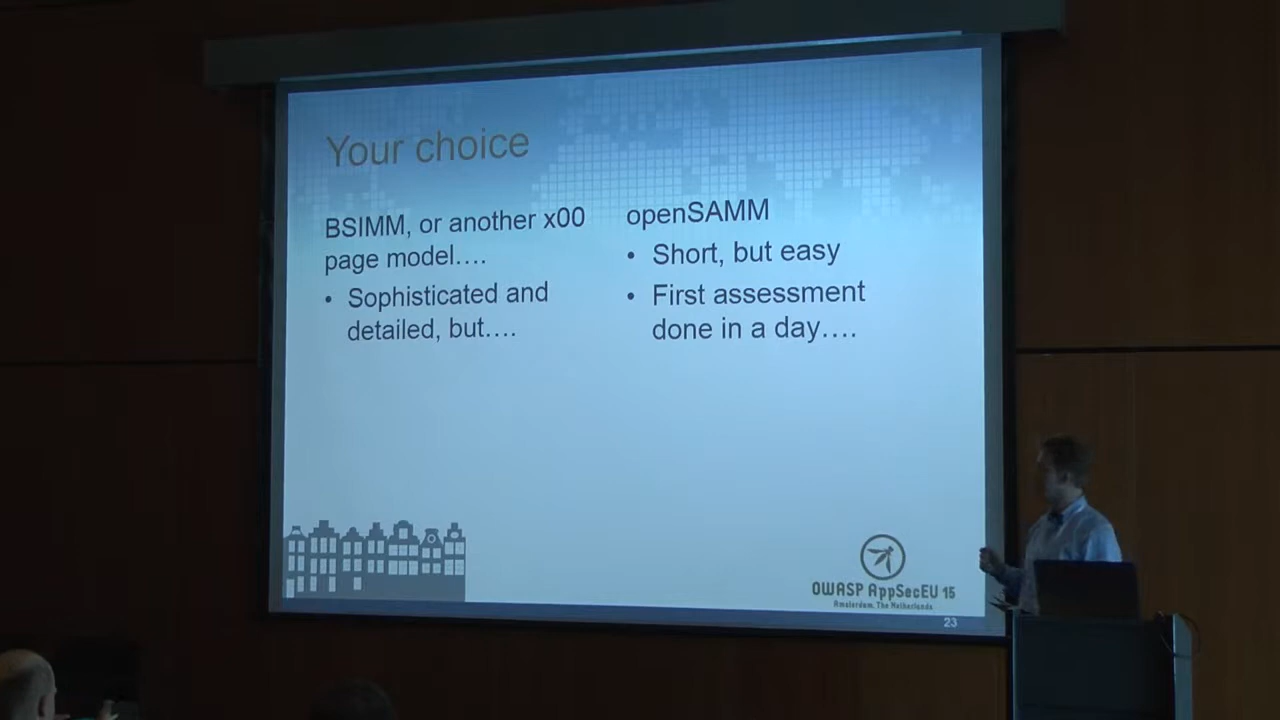 Your choice
BSIMM, or another x00
page model….
• Sophisticated and
detailed, but….
openSAMM
• Short, but easy
• First assessment
done in a day….
OWASP AppSecEU 15
Amsterdam, The Netherlands
23